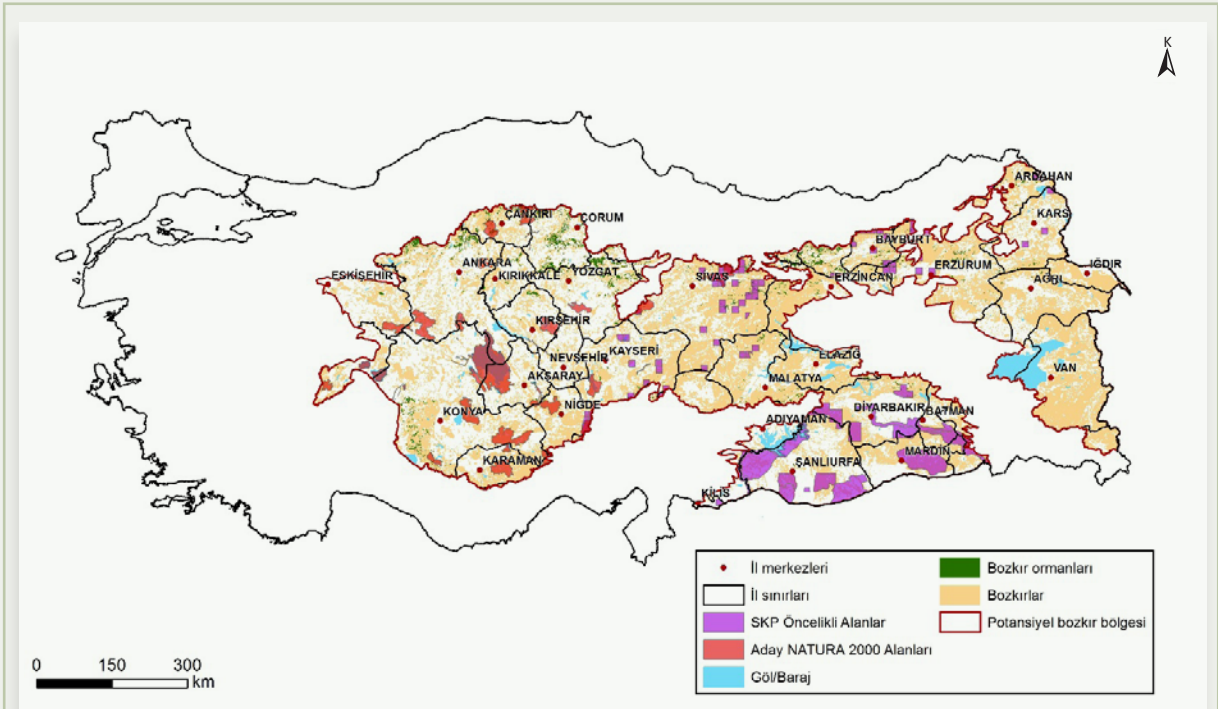 K
ARDAHAN
KARS
ÇANKIRI
ÇORUM
BAYBURT
ANKARA
ESKİŞEHİR
KIRIKKALE
YOZGAT
SİVAS
ERZİNCAN
ERZURUM
IĞDIR
AĞRI
KIRŞEHİR
NEVŞEHİR
KAYSERİ
ELAZIĞ
VAN
AKSARAY
MALATYA
KONYA
NİĞDE
ADIYAMAN
DİYARBAKIR
BATMAN
KARAMAN
ŞANLIURFA
MARDİN
KİLİS
İl merkezleri
İl sınırları
SKP Öncelikli Alanlar
Aday NATURA 2000 Alanları
Göl/Baraj
Bozkır ormanları
Bozkırlar
Potansiyel bozkır bölgesi
0 150 300
km